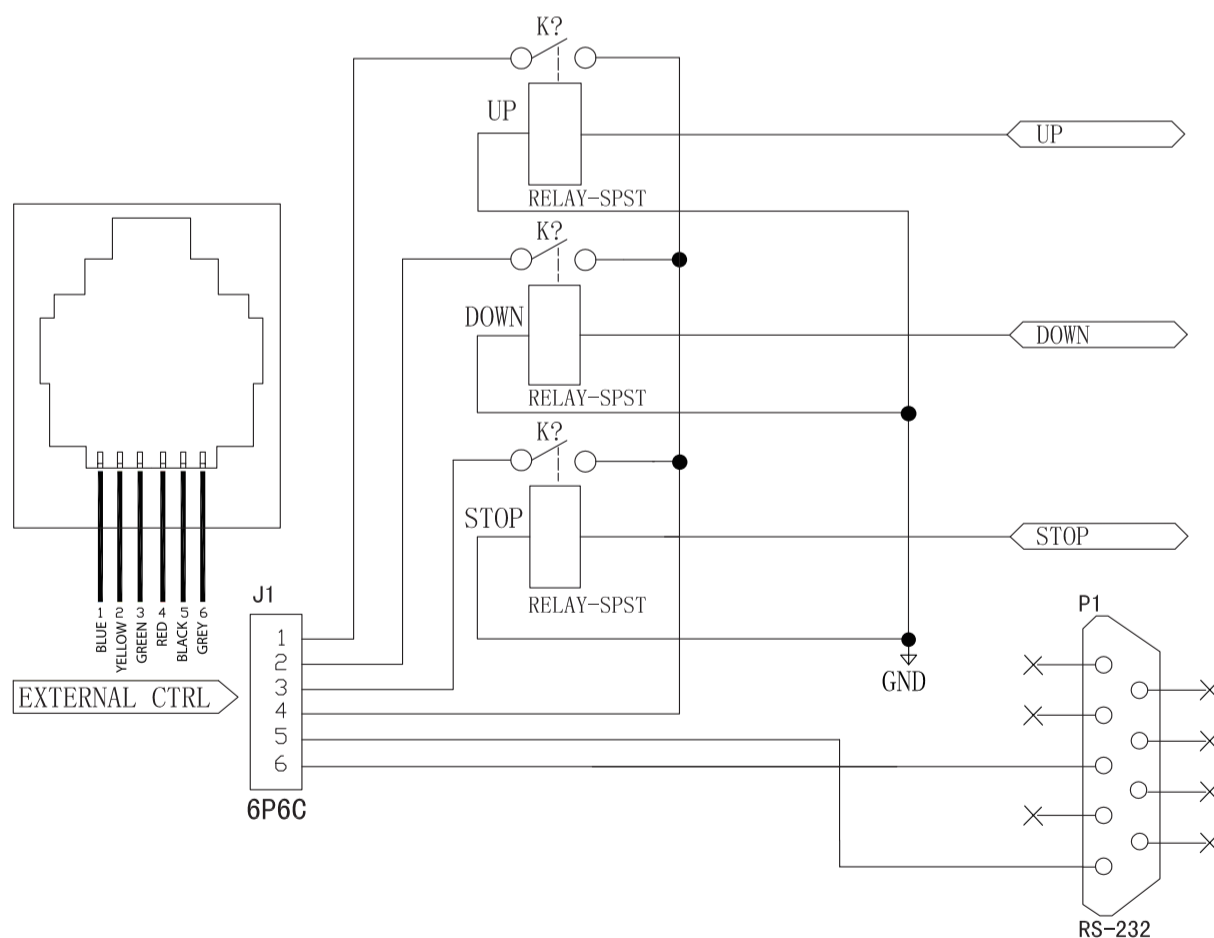 K?
UP
RELAY-SPST
UP
K?
DOWN
RELAY-SPST
DOWN
K?
STOP
RELAY-SPST
STOP
1 2 3 4 5 6
BLUE
YELLOW
GREEN
RED
BLACK
GREY
EXTERNAL CTRL
J1
1
2
3
4
5
6
6P6C
GND
P1
RS-232